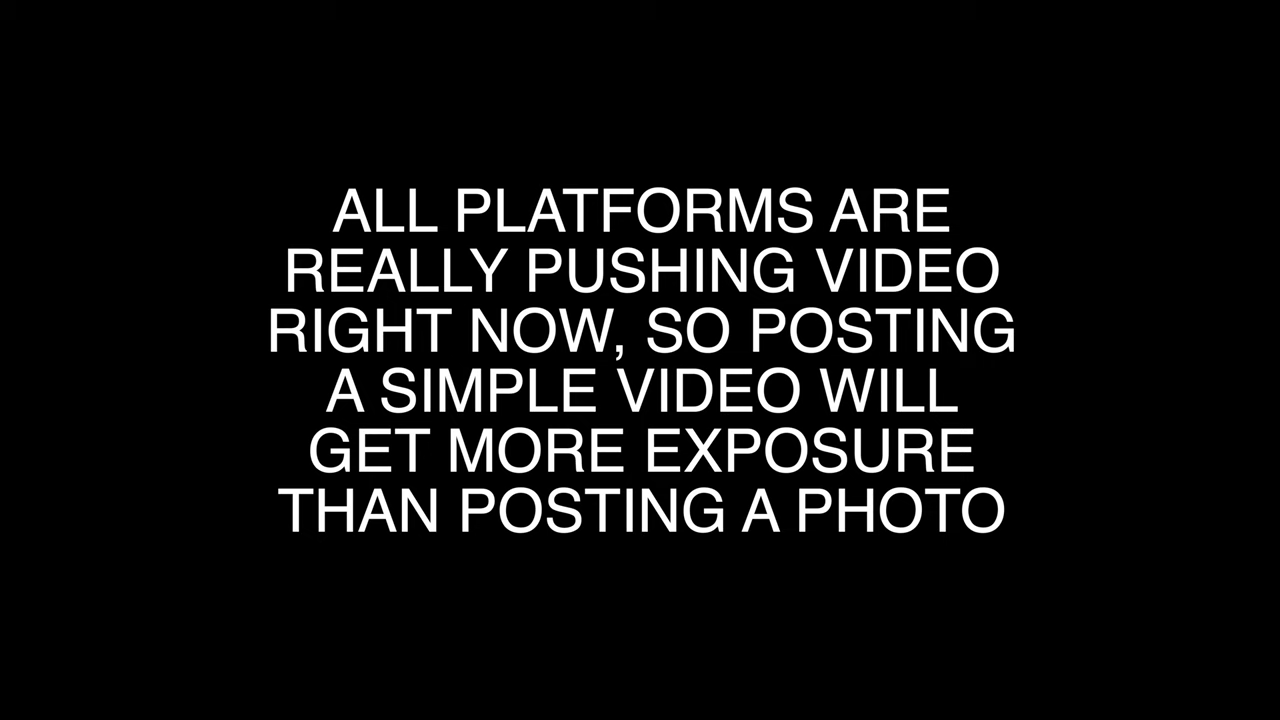 ALL PLATFORMS ARE
REALLY PUSHING VIDEO
RIGHT NOW, SO POSTING
A SIMPLE VIDEO WILL
GET MORE EXPOSURE
THAN POSTING A PHOTO